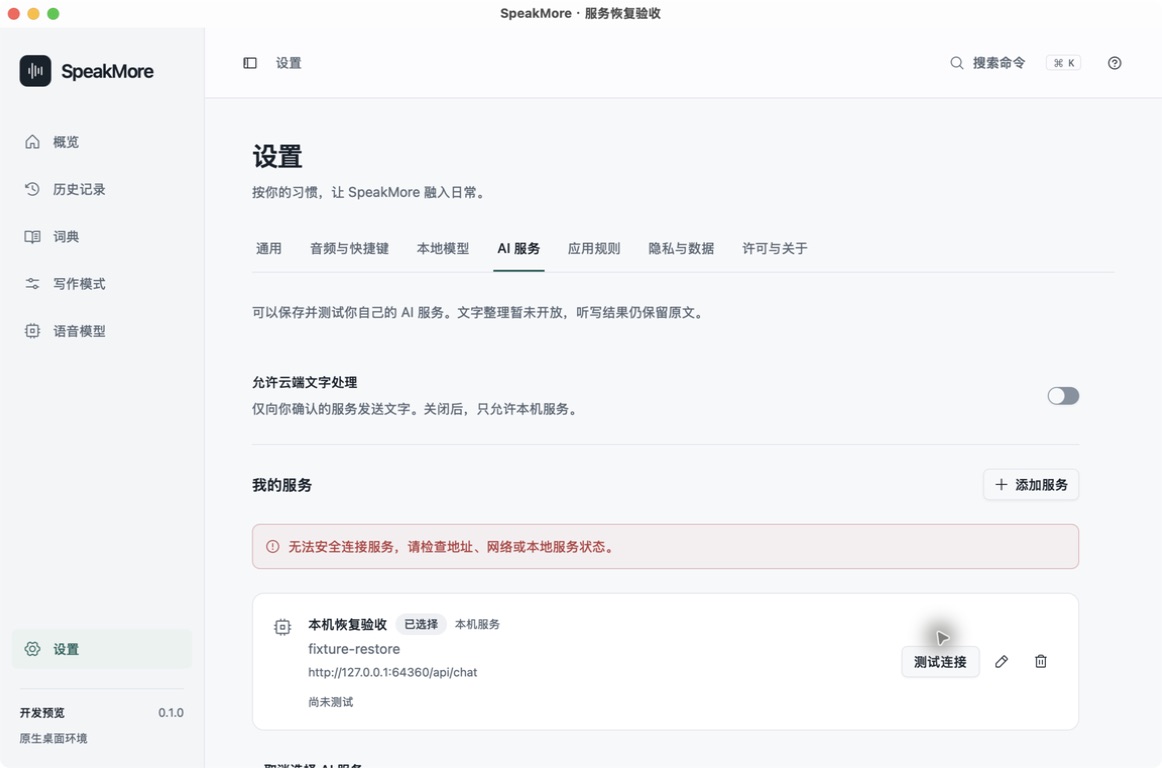 SpeakMore · 服务恢复验收
SpeakMore
设置
搜索命令
⌘ K
概览
历史记录
词典
写作模式
语音模型
设置
开发预览
0.1.0
原生桌面环境
设置
按你的习惯，让 SpeakMore 融入日常。
通用
音频与快捷键
本地模型
AI 服务
应用规则
隐私与数据
许可与关于
可以保存并测试你自己的 AI 服务。文字整理暂未开放，听写结果仍保留原文。
允许云端文字处理
仅向你确认的服务发送文字。关闭后，只允许本机服务。
我的服务
添加服务
无法安全连接服务，请检查地址、网络或本地服务状态。
本机恢复验收
已选择
本机服务
fixture-restore
http://127.0.0.1:64360/api/chat
尚未测试
测试连接
取消选择 AI 服务